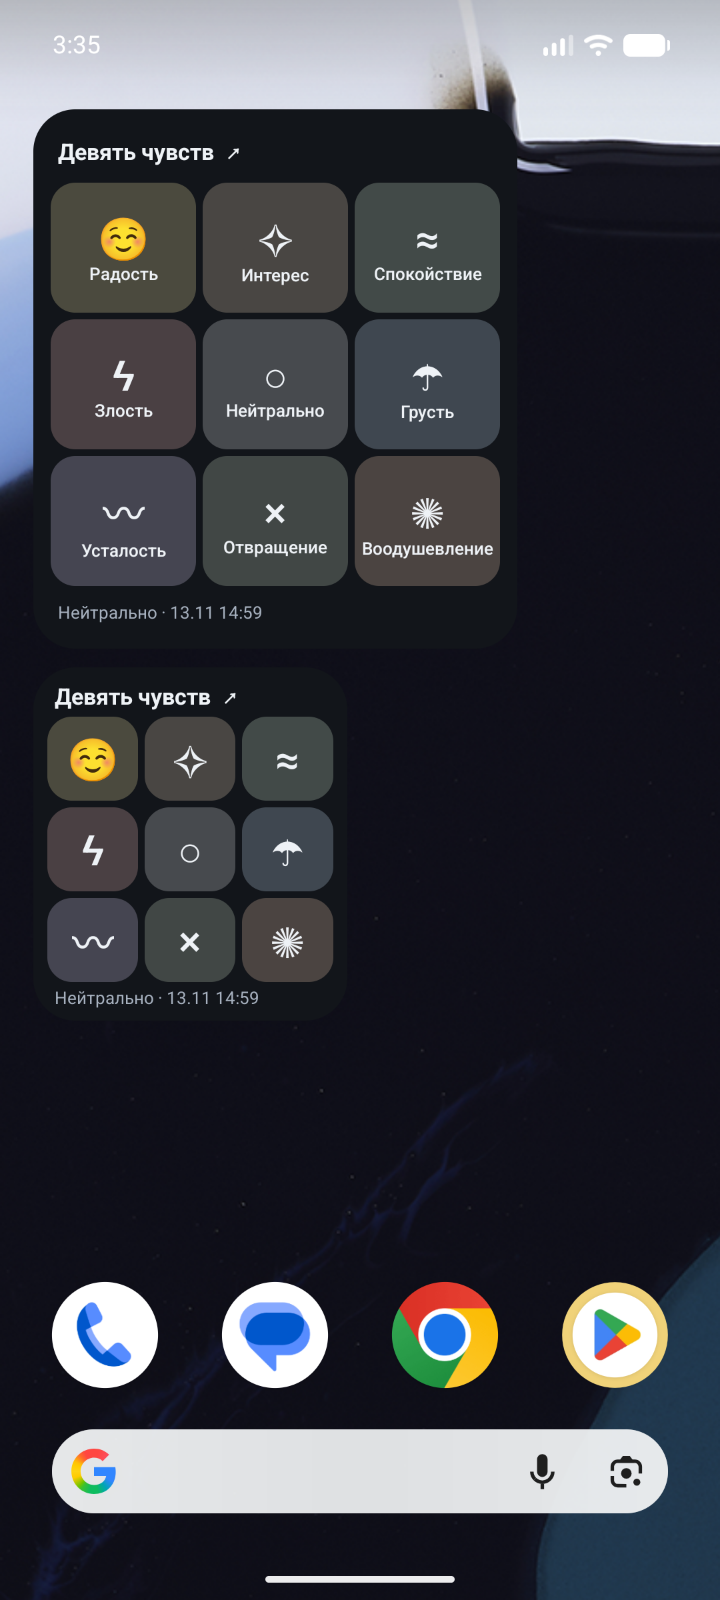 3:35
Девять чувств ↗
Радость
Интерес
Спокойствие
Злость
Нейтрально
Грусть
Усталость
Отвращение
Воодушевление
Нейтрально · 13.11 14:59
Девять чувств ↗
Нейтрально · 13.11 14:59